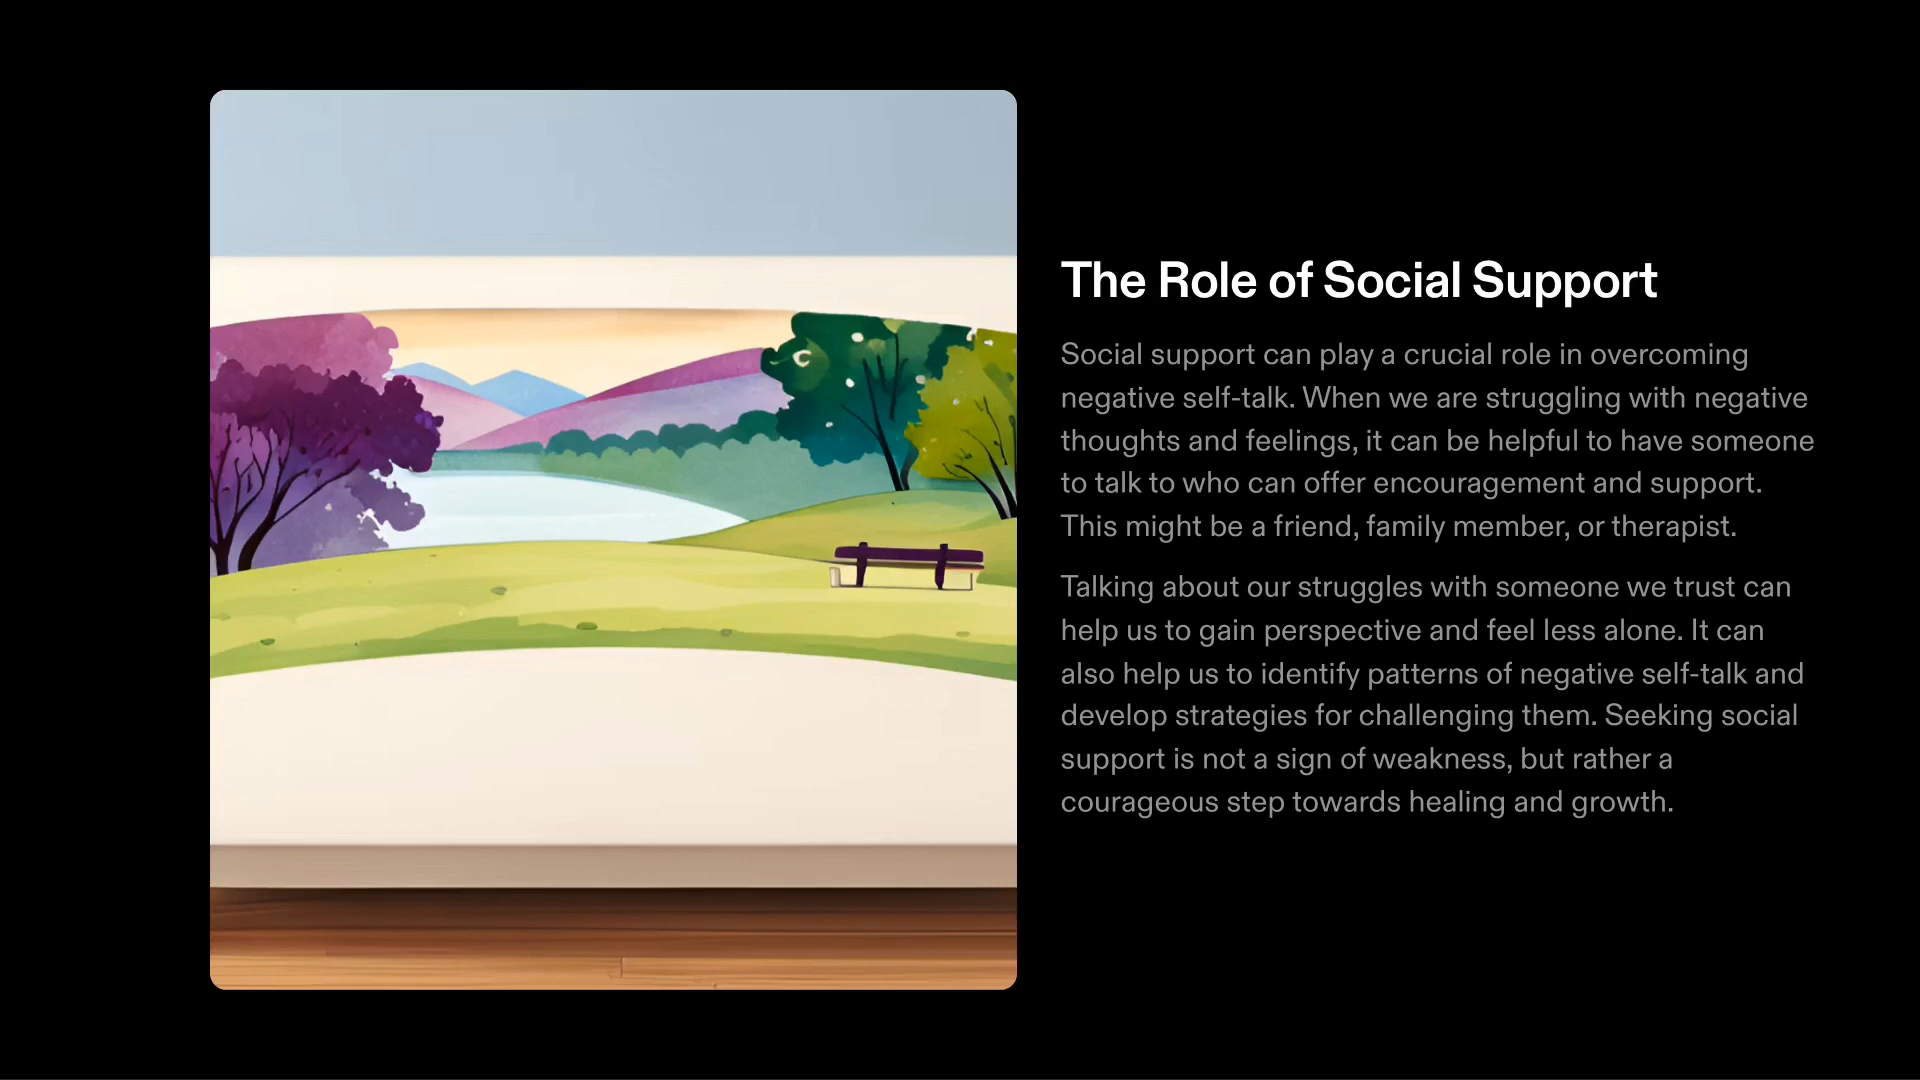 The Role of Social Support
Social support can play a crucial role in overcoming
negative self-talk. When we are struggling with negative
thoughts and feelings, it can be helpful to have someone
to talk to who can offer encouragement and support.
This might be a friend, family member, or therapist.
Talking about our struggles with someone we trust can
help us to gain perspective and feel less alone. It can
also help us to identify patterns of negative self-talk and
develop strategies for challenging them. Seeking social
support is not a sign of weakness, but rather a
courageous step towards healing and growth.